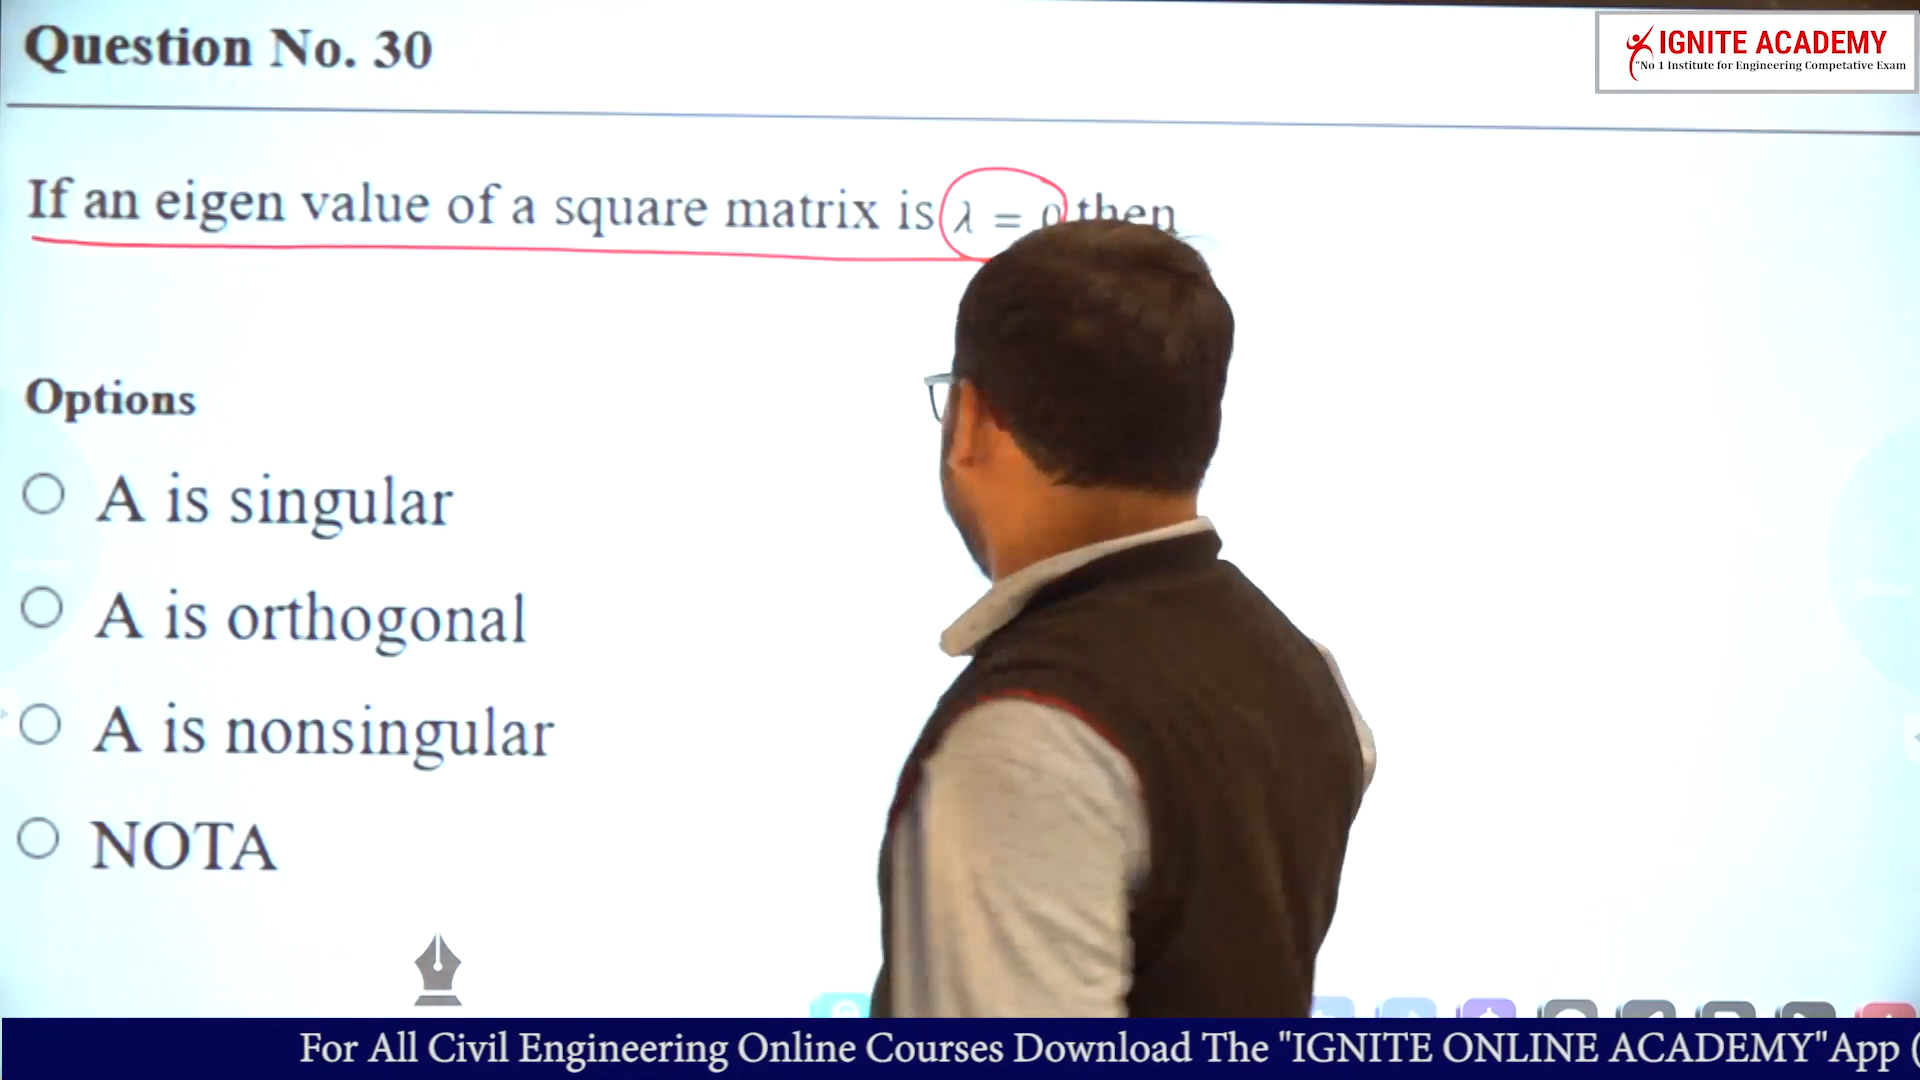 Question No. 30
IGNITE ACADEMY
"No 1 Institute for Engineering Competative Exam
If an eigen value of a square matrix is λ = 0 then
Options
A is singular
A is orthogonal
A is nonsingular
NOTA
For All Civil Engineering Online Courses Download The "IGNITE ONLINE ACADEMY" App (